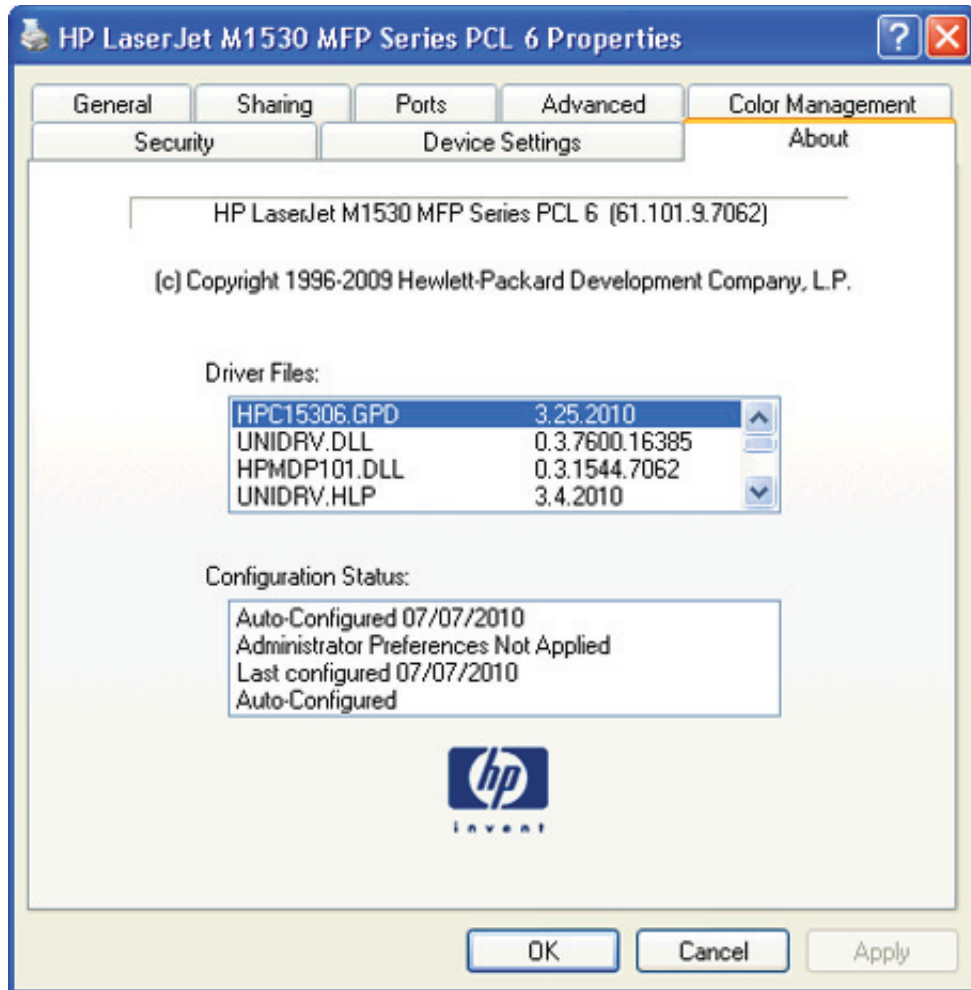 HP LaserJet M1530 MFP Series PCL 6 Properties
General Sharing Ports Advanced Color Management
Security Device Settings About
HP LaserJet M1530 MFP Series PCL 6 (61.101.9.7062)
(c) Copyright 1996-2009 Hewlett-Packard Development Company, L.P.
Driver Files:
HPC15306.GPD 3.25.2010
UNIDRV.DLL 0.3.7600.16385
HPMDP101.DLL 0.3.1544.7062
UNIDRV.HLP 3.4.2010
Configuration Status:
Auto-Configured 07/07/2010
Administrator Preferences Not Applied
Last configured 07/07/2010
Auto-Configured
hp
invent
OK Cancel Apply